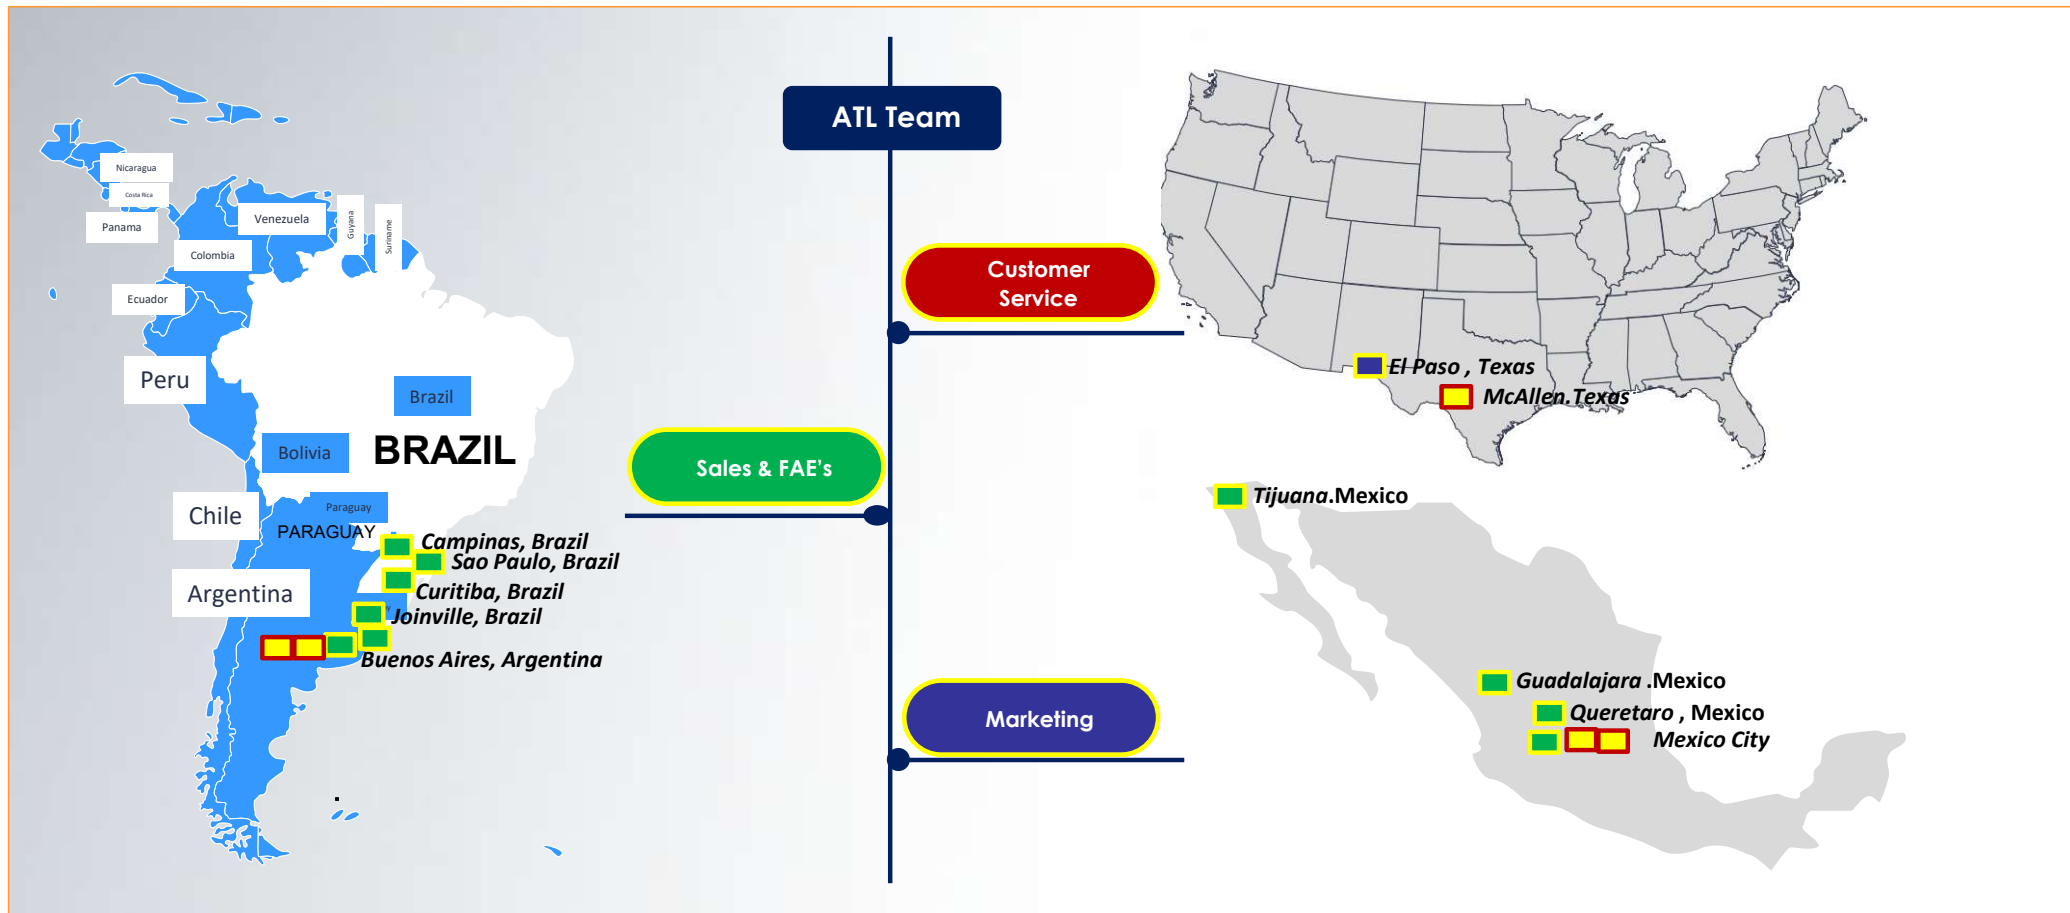 ATL Team
Nicaragua
Costa Rica
Panama
Venezuela
Guyana
Suriname
Colombia
Ecuador
Peru
Brazil
BRAZIL
Bolivia
Chile
Paraguay
PARAGUAY
Argentina
Campinas, Brazil
Sao Paulo, Brazil
Curitiba, Brazil
Joinville, Brazil
Buenos Aires, Argentina
Customer
Service
Sales & FAE's
Marketing
El Paso , Texas
McAllen.Texas
Tijuana.Mexico
Guadalajara .Mexico
Queretaro , Mexico
Mexico City